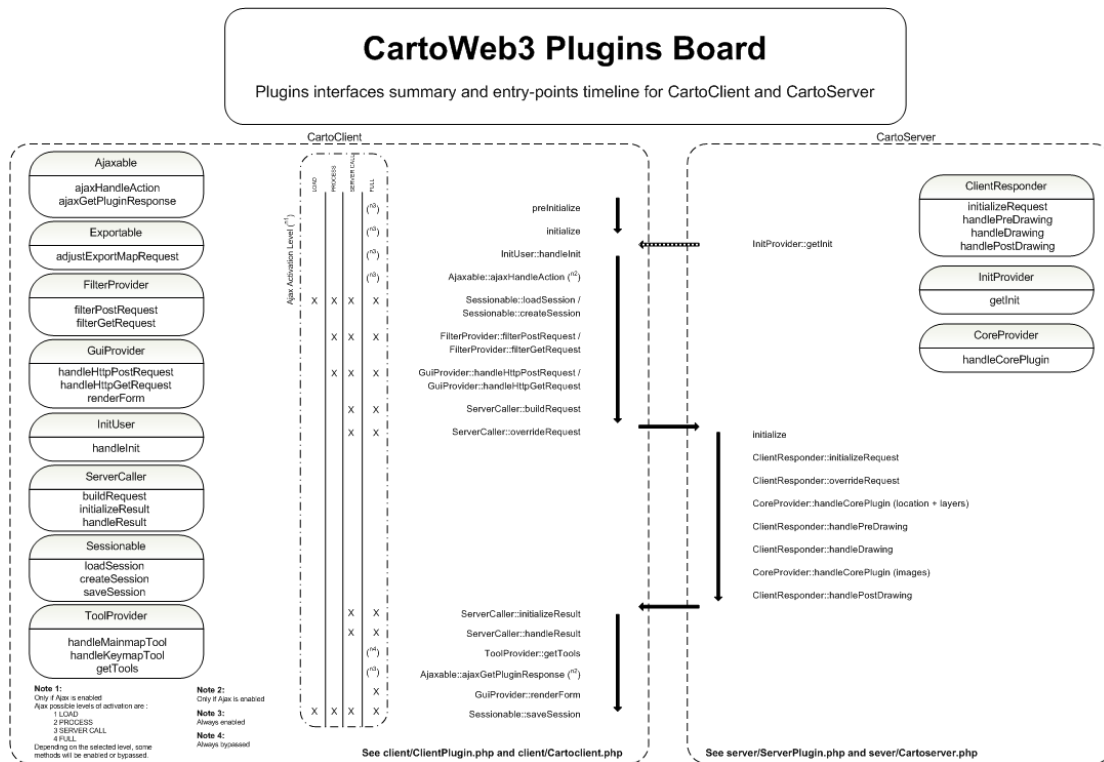 CartoWeb3 Plugins Board
Plugins interfaces summary and entry-points timeline for CartoClient and CartoServer
CartoClient
Ajaxable
ajaxHandleAction
ajaxGetPluginResponse
Exportable
adjustExportMapRequest
FilterProvider
filterPostRequest
filterGetRequest
GuiProvider
handleHttpPostRequest
handleHttpGetRequest
renderForm
InitUser
handleInit
ServerCaller
buildRequest
initializeResult
handleResult
Sessionable
loadSession
createSession
saveSession
ToolProvider
handleMainmapTool
handleKeymapTool
getTools
Note 1:
Only if Ajax is enabled
Ajax possible levels of activation are :
1 LOAD
2 PROCESS
3 SERVER CALL
4 FULL
Depending on the selected level, some
methods will be enabled or bypassed.
Note 2:
Only if Ajax is enabled
Note 3:
Always enabled
Note 4:
Always bypassed
Ajax Activation Level (n1)
LOAD PROCESS SERVER CALL FULL
(n3) preInitialize
(n3) initialize
(n3) InitUser::handleInit
(n3) Ajaxable::ajaxHandleAction (n2)
X X X X Sessionable::loadSession /
Sessionable::createSession
X X X FilterProvider::filterPostRequest /
FilterProvider::filterGetRequest
X X X GuiProvider::handleHttpPostRequest /
GuiProvider::handleHttpGetRequest
X X ServerCaller::buildRequest
X X ServerCaller::overrideRequest
X X ServerCaller::initializeResult
X X ServerCaller::handleResult
(n4) ToolProvider::getTools
(n3) Ajaxable::ajaxGetPluginResponse (n2)
X GuiProvider::renderForm
X X X X Sessionable::saveSession
See client/ClientPlugin.php and client/Cartoclient.php
CartoServer
InitProvider::getInit
ClientResponder
initializeRequest
handlePreDrawing
handleDrawing
handlePostDrawing
InitProvider
getInit
CoreProvider
handleCorePlugin
initialize
ClientResponder::initializeRequest
ClientResponder::overrideRequest
CoreProvider::handleCorePlugin (location + layers)
ClientResponder::handlePreDrawing
ClientResponder::handleDrawing
CoreProvider::handleCorePlugin (images)
ClientResponder::handlePostDrawing
See server/ServerPlugin.php and sever/Cartoserver.php